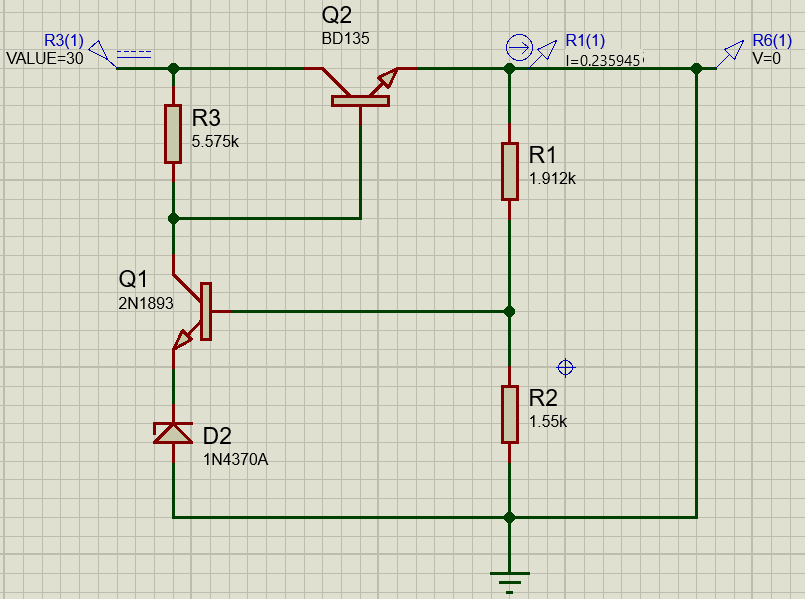 Q2
BD135
R3(1)
VALUE=30
R1(1)
I=0.235945
R6(1)
V=0
R3
5.575k
R1
1.912k
Q1
2N1893
R2
1.55k
D2
1N4370A